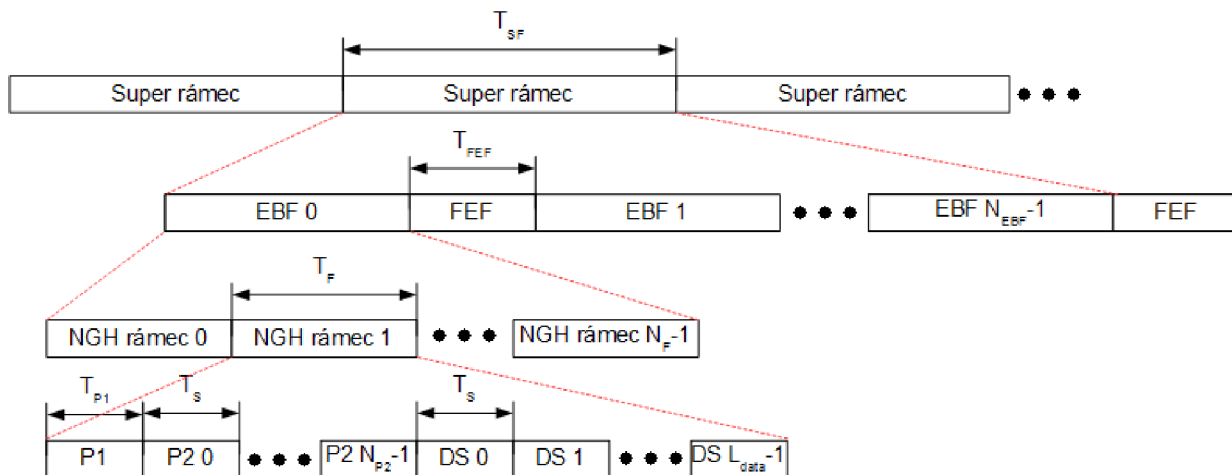 T_SF
Super rámec Super rámec Super rámec
T_FEF
EBF 0 FEF EBF 1 EBF N_EBF-1 FEF
T_F
NGH rámec 0 NGH rámec 1 NGH rámec N_F-1
T_P1 T_S T_S
P1 P2 0 P2 N_P2-1 DS 0 DS 1 DS L_data-1